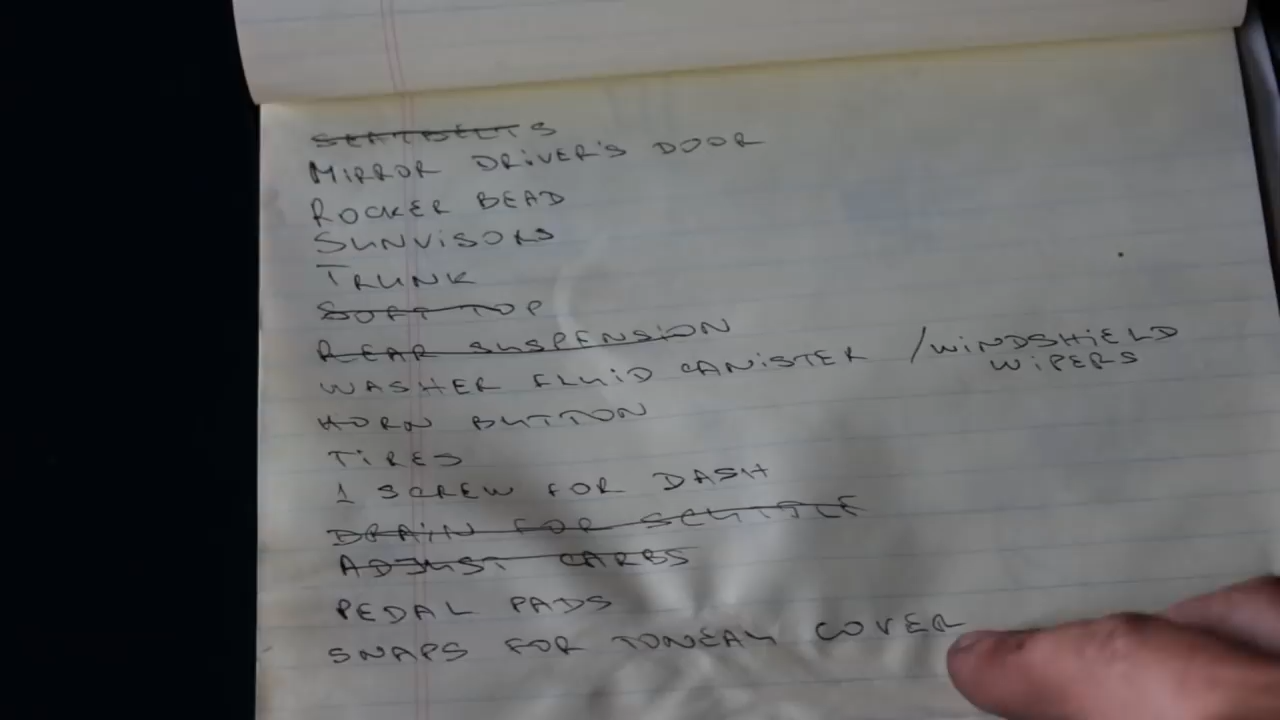 SEATBELTS
MIRROR DRIVER'S DOOR
ROCKER BEAD
SUNVISORS
TRUNK
SOFT TOP
REAR SUSPENSION
WASHER FLUID CANISTER /WINDSHIELD
WIPERS
HORN BUTTON
TIRES
1 SCREW FOR DASH
DRAIN FOR SCUTTLE
ADJUST CARBS
PEDAL PADS
SNAPS FOR TONEAU COVER